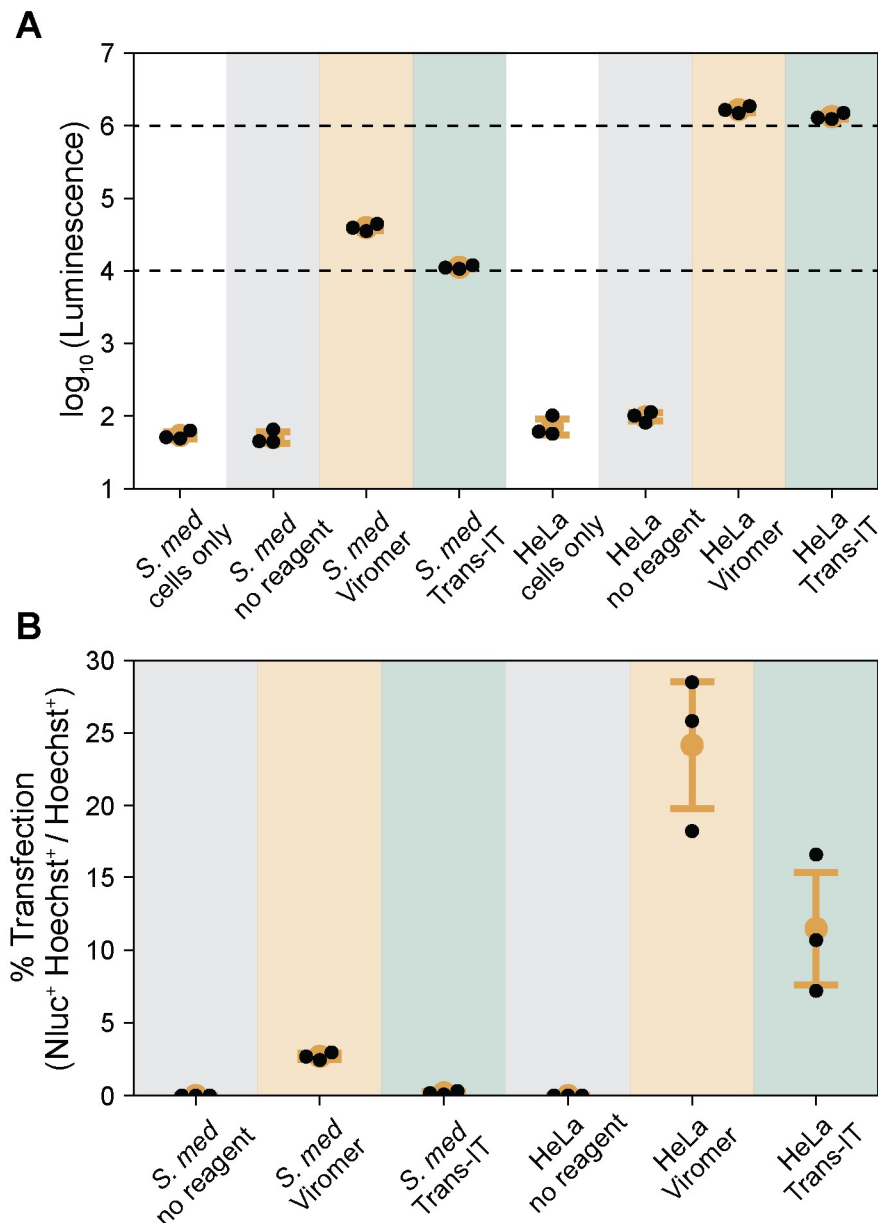 A
7
6
5
4
3
2
1
log₁₀ (Luminescence)
S. med
cells only
S. med
no reagent
S. med
Viromer
S. med
Trans-IT
HeLa
cells only
HeLa
no reagent
HeLa
Viromer
HeLa
Trans-IT
B
30
25
20
15
10
5
0
% Transfection
(Nluc⁺ Hoechst⁺ / Hoechst⁺)
S. med
no reagent
S. med
Viromer
S. med
Trans-IT
HeLa
no reagent
HeLa
Viromer
HeLa
Trans-IT